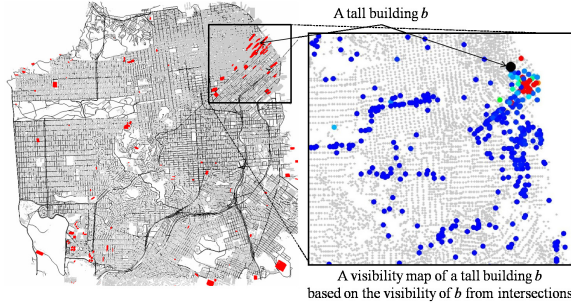 A tall building b
A visibility map of a tall building b
based on the visibility of b from intersections